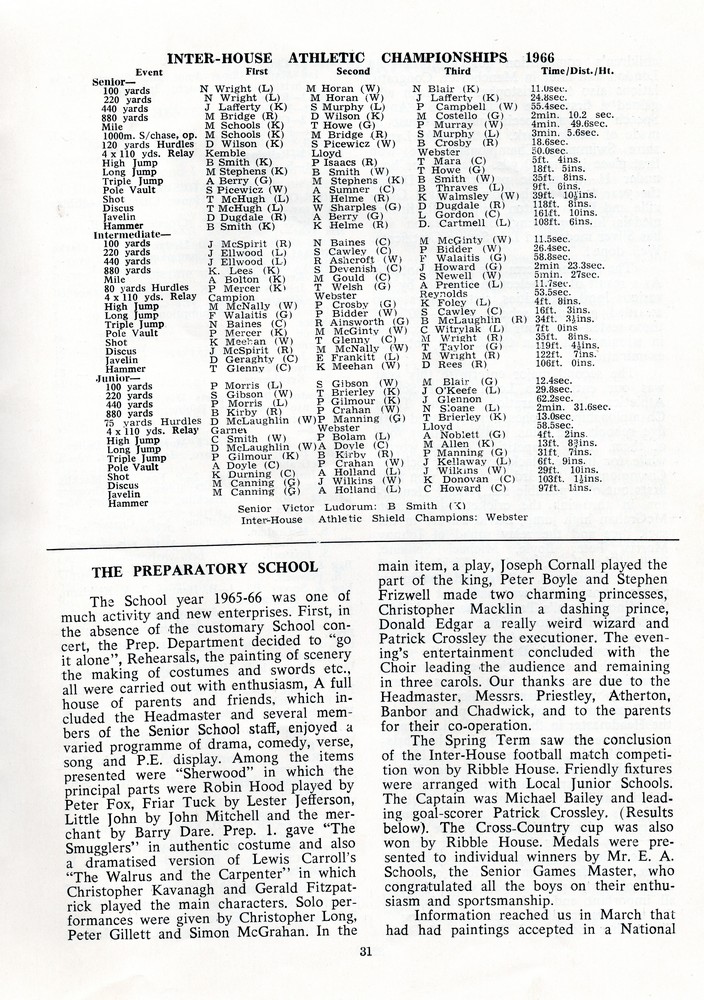 INTER-HOUSE ATHLETIC CHAMPIONSHIPS 1966
Event First Second Third Time/Dist./Ht.
Senior—
100 yards N Wright (L) M Horan (W) N Blair (K) 11.0sec.
220 yards N Wright (L) M Horan (W) J Lafferty (K) 24.8sec.
440 yards J Lafferty (K) S Murphy (L) P Campbell (W) 55.4sec.
880 yards M Bridge (R) D Wilson (K) M Costello (G) 2min. 10.2 sec.
Mile M Schools (K) T Howe (G) P Murray (W) 4min. 49.6sec.
1000m. S/chase, op. M Schools (K) M Bridge (R) S Murphy (L) 3min. 5.6sec.
120 yards Hurdles D Wilson (K) S Picewicz (W) B Crosby (R) 18.6sec.
4 x 110 yds. Relay Kemble Lloyd Webster 50.0sec.
High Jump B Smith (K) P Isaacs (R) T Mara (C) 5ft. 4ins.
Long Jump M Stephens (K) B Smith (W) T Howe (G) 18ft. 5ins.
Triple Jump A Berry (G) M Stephens (K) B Smith (W) 35ft. 8ins.
Pole Vault S Picewicz (W) A Sumner (C) B Thraves (L) 9ft. 6ins.
Shot T McHugh (L) K Helme (R) K Walmsley (W) 39ft. 10½ins.
Discus T McHugh (L) W Sharples (G) D Dugdale (R) 118ft. 8ins.
Javelin D Dugdale (R) A Berry (G) L Gordon (C) 161ft. 10ins.
Hammer B Smith (K) K Helme (R) D. Cartmell (L) 108ft. 6ins.
Intermediate—
100 yards J McSpirit (R) N Baines (C) M McGinty (W) 11.5sec.
220 yards J Ellwood (L) S Cawley (C) P Bidder (W) 26.4sec.
440 yards J Ellwood (L) R Ashcroft (W) F Walaitis (G) 58.8sec.
880 yards K. Lees (K) S Devenish (C) J Howard (G) 2min 23.3sec.
Mile A Bolton (K) M Gould (C) S Newell (W) 5min. 27sec.
80 yards Hurdles P Mercer (K) T Welsh (G) A Prentice (L) 11.7sec.
4 x 110 yds. Relay Campion Webster Reynolds 53.5sec.
High Jump M McNally (W) P Crosby (G) K Foley (L) 4ft. 8ins.
Long Jump F Walaitis (G) P Bidder (W) S Cawley (C) 16ft. 3ins.
Triple Jump N Baines (C) R Ainsworth (G) B McLaughlin (R) 34ft. 3½ins.
Pole Vault P Mercer (K) M McGinty (W) C Witrylak (L) 7ft 0ins
Shot K Meehan (W) T Glenny (C) M Wright (R) 35ft. 8ins.
Discus J McSpirit (R) M McNally (W) T Taylor (G) 119ft. 4½ins.
Javelin D Geraghty (C) E Frankitt (L) M Wright (R) 122ft. 7ins.
Hammer T Glenny (C) K Meehan (W) D Rees (R) 106ft. 0ins.
Junior—
100 yards P Morris (L) S Gibson (W) M Blair (G) 12.4sec.
220 yards S Gibson (W) T Brierley (K) J O'Keefe (L) 29.8sec.
440 yards P Morris (L) P Gilmour (K) J Glennon 62.2sec.
880 yards B Kirby (R) P Crahan (W) N Sloane (L) 2min. 31.6sec.
75 yards Hurdles D McLaughlin (W) P Manning (G) T Brierley (K) 13.0sec.
4 x 110 yds. Relay Garnet Webster Lloyd 58.5sec.
High Jump C Smith (W) P Bolam (L) A Noblett (G) 4ft. 2ins.
Long Jump D McLaughlin (W) A Doyle (C) M Allen (K) 13ft. 8¾ins.
Triple Jump P Gilmour (K) B Kirby (R) P Manning (G) 31ft. 7ins.
Pole Vault A Doyle (C) P Crahan (W) J Kellaway (L) 6ft. 9ins.
Shot K Durning (C) A Holland (L) J Wilkins (W) 29ft. 10ins.
Discus M Canning (G) J Wilkins (W) K Donovan (C) 103ft. 1½ins.
Javelin M Canning (G) A Holland (L) C Howard (C) 97ft. 1ins.
Hammer
Senior Victor Ludorum: B Smith (K)
Inter-House Athletic Shield Champions: Webster
THE PREPARATORY SCHOOL
The School year 1965-66 was one of
much activity and new enterprises. First, in
the absence of the customary School con-
cert, the Prep. Department decided to "go
it alone", Rehearsals, the painting of scenery
the making of costumes and swords etc.,
all were carried out with enthusiasm, A full
house of parents and friends, which in-
cluded the Headmaster and several mem-
bers of the Senior School staff, enjoyed a
varied programme of drama, comedy, verse,
song and P.E. display. Among the items
presented were "Sherwood" in which the
principal parts were Robin Hood played by
Peter Fox, Friar Tuck by Lester Jefferson,
Little John by John Mitchell and the mer-
chant by Barry Dare. Prep. 1. gave "The
Smugglers" in authentic costume and also
a dramatised version of Lewis Carroll's
"The Walrus and the Carpenter" in which
Christopher Kavanagh and Gerald Fitzpat-
rick played the main characters. Solo per-
formances were given by Christopher Long,
Peter Gillett and Simon McGrahan. In the
main item, a play, Joseph Cornall played the
part of the king, Peter Boyle and Stephen
Frizwell made two charming princesses,
Christopher Macklin a dashing prince,
Donald Edgar a really weird wizard and
Patrick Crossley the executioner. The even-
ing's entertainment concluded with the
Choir leading the audience and remaining
in three carols. Our thanks are due to the
Headmaster, Messrs. Priestley, Atherton,
Banbor and Chadwick, and to the parents
for their co-operation.
The Spring Term saw the conclusion
of the Inter-House football match competi-
tion won by Ribble House. Friendly fixtures
were arranged with Local Junior Schools.
The Captain was Michael Bailey and lead-
ing goal-scorer Patrick Crossley. (Results
below). The Cross-Country cup was also
won by Ribble House. Medals were pre-
sented to individual winners by Mr. E. A.
Schools, the Senior Games Master, who
congratulated all the boys on their enthu-
siasm and sportsmanship.
Information reached us in March that
had had paintings accepted in a National
31